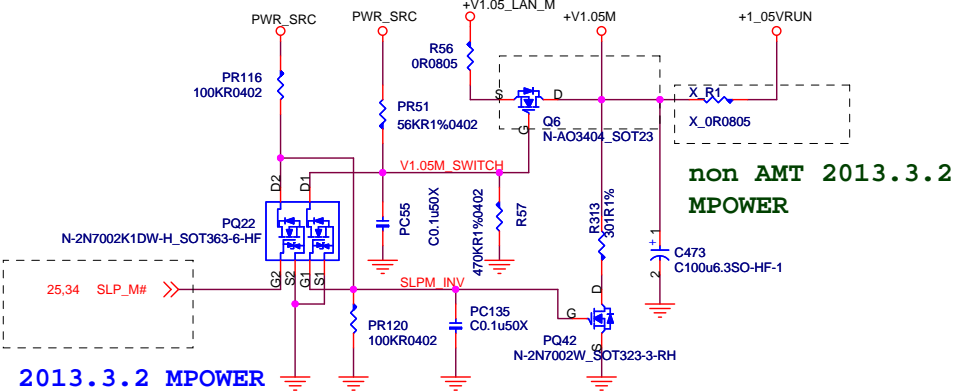 PWR_SRC
PWR_SRC
+V1.05_LAN_M
+V1.05M
+1_05VRUN
R56
0R0805
PR116
100KR0402
PR51
56KR1%0402
S
D
G
Q6
N-AO3404_SOT23
X_R1
X_0R0805
non AMT 2013.3.2
MPOWER
V1.05M_SWITCH
D2
D1
PQ22
N-2N7002K1DW-H_SOT363-6-HF
G2
S2
G1
S1
PC55
C0.1u50X
470KR1%0402
R57
R313
301R1%
+
1
2
C473
C100u6.3SO-HF-1
25,34 SLP_M#
SLPM_INV
PR120
100KR0402
PC135
C0.1u50X
D
G
S
PQ42
N-2N7002W_SOT323-3-RH
2013.3.2 MPOWER